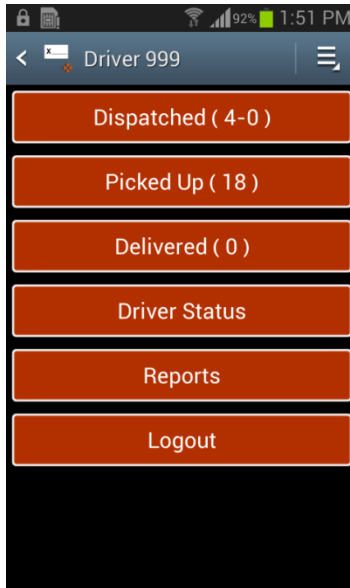 92% 1:51 PM
Driver 999
Dispatched ( 4-0 )
Picked Up ( 18 )
Delivered ( 0 )
Driver Status
Reports
Logout